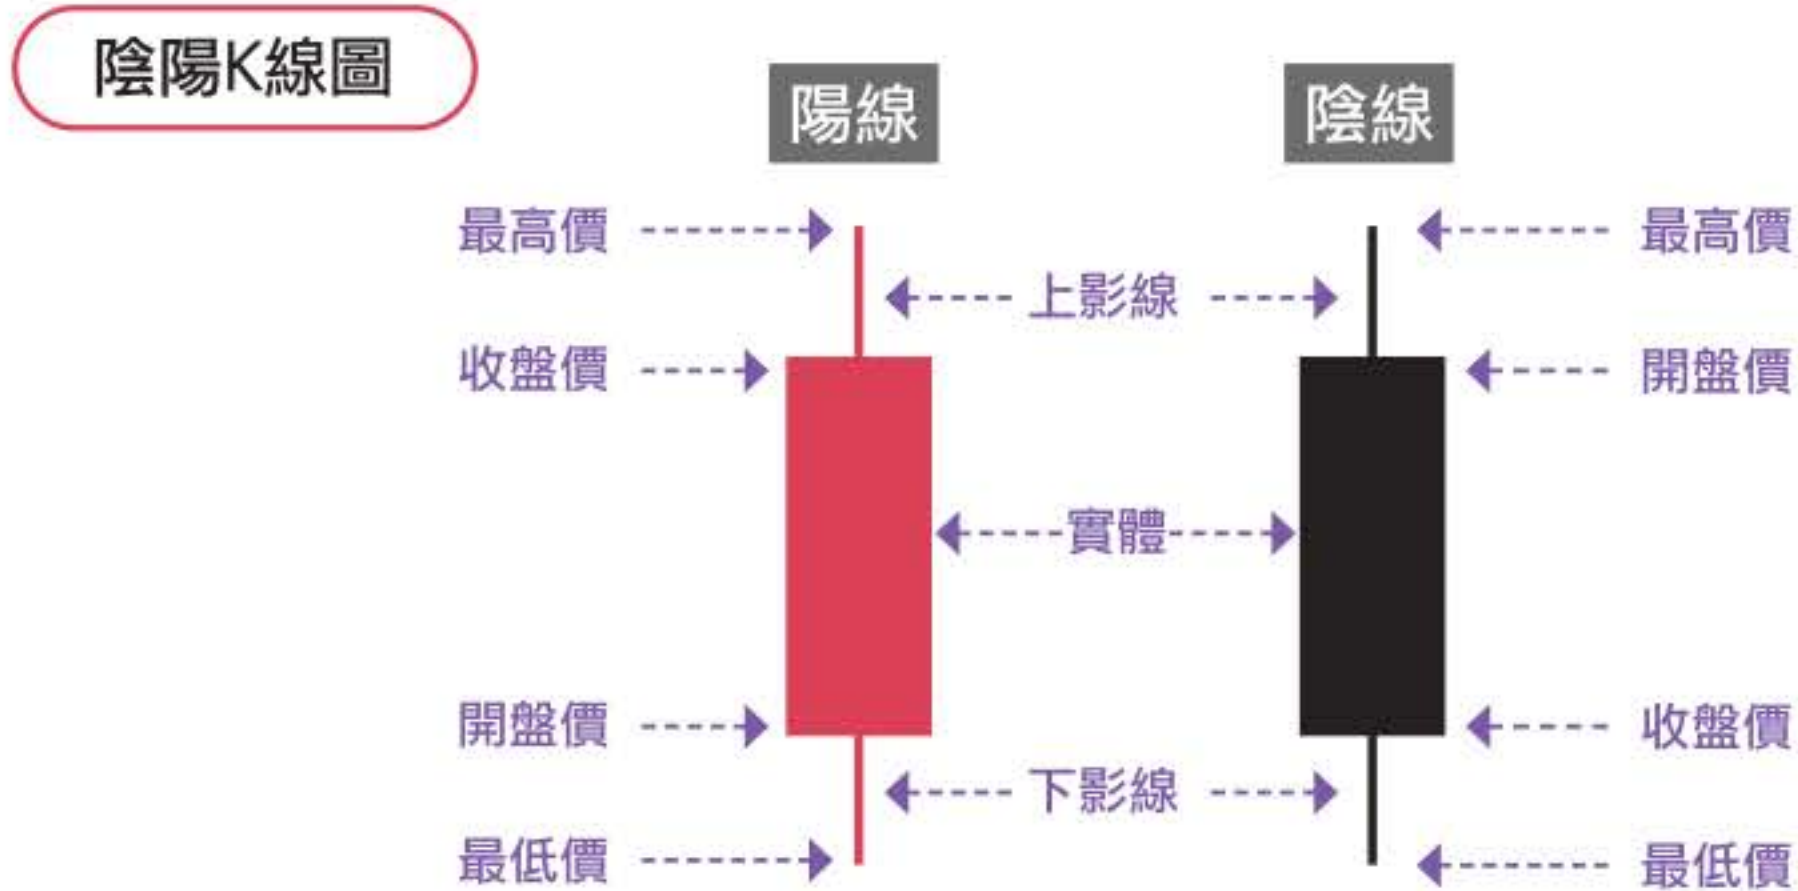 陰陽K線圖
陽線
陰線
最高價
最高價
上影線
收盤價
開盤價
實體
開盤價
收盤價
下影線
最低價
最低價